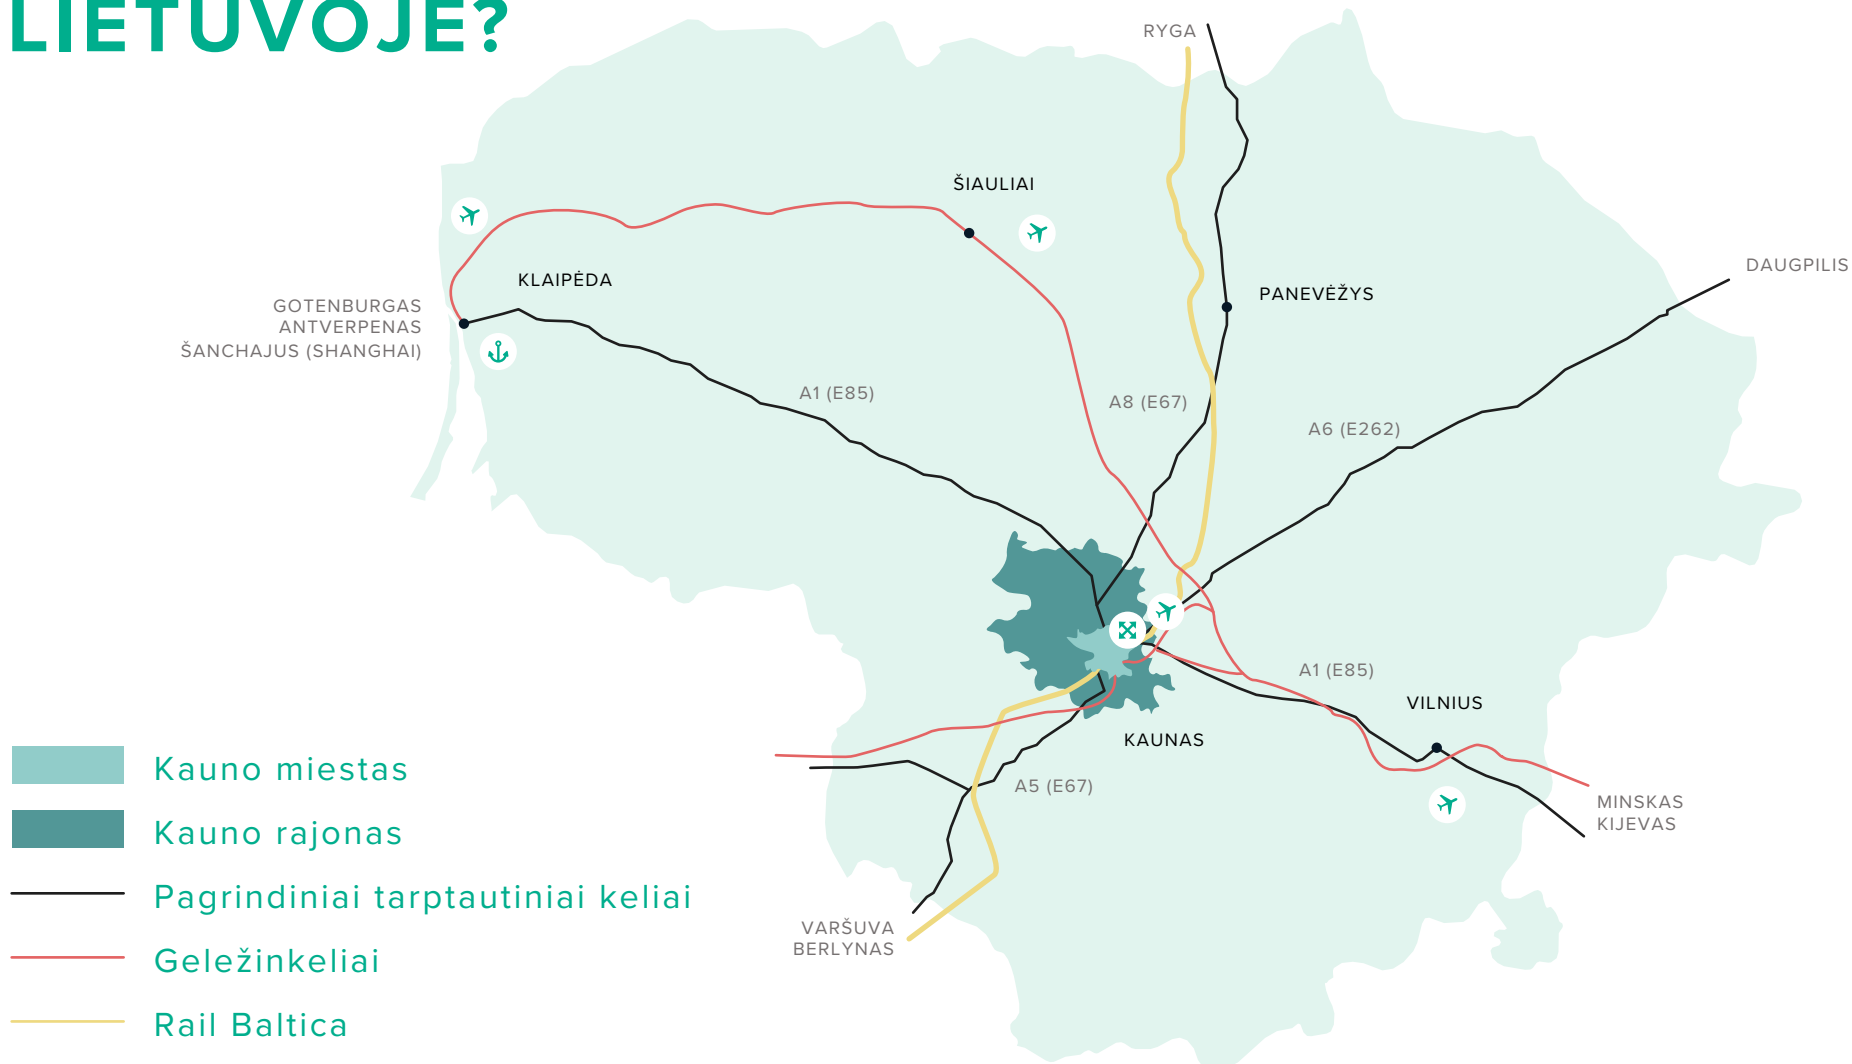 LIETUVOJE?
RYGA
ŠIAULIAI
DAUGPILIS
KLAIPĖDA
PANEVĖŽYS
GOTENBURGAS
ANTVERPENAS
ŠANCHAJUS (SHANGHAI)
A1 (E85)
A8 (E67)
A6 (E262)
A1 (E85)
VILNIUS
KAUNAS
A5 (E67)
MINSKAS
KIJEVAS
VARŠUVA
BERLYNAS
Kauno miestas
Kauno rajonas
Pagrindiniai tarptautiniai keliai
Geležinkeliai
Rail Baltica